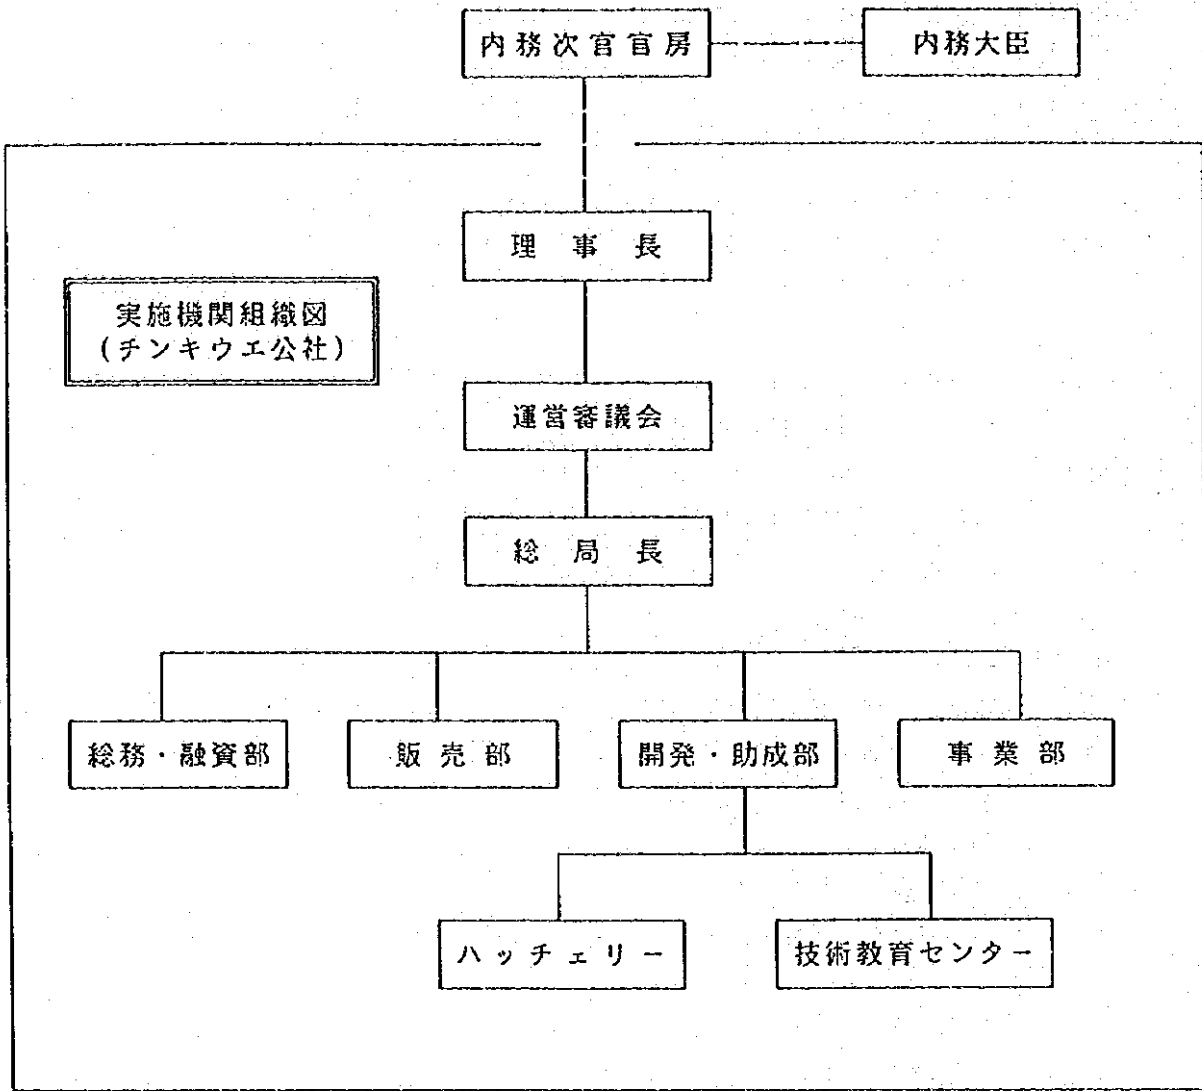 内務次官官房
内務大臣
理事長
実施機関組織図
(チンキウエ公社)
運営審議会
総局長
総務・融資部
販売部
開発・助成部
事業部
ハッチェリー
技術教育センター